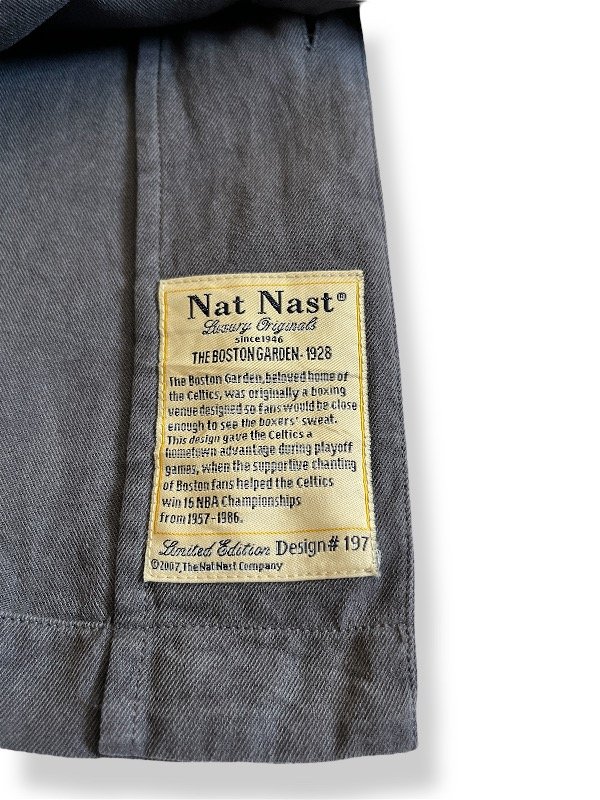 Nat Nast®
Luxury Originals
since1946
THE BOSTON GARDEN - 1928
The Boston Garden, beloved home of
the Celtics, was originally a boxing
venue designed so fans would be close
enough to see the boxers' sweat.
This design gave the Celtics a
hometown advantage during playoff
games, when the supportive chanting
of Boston fans helped the Celtics
win 16 NBA Championships
from 1957-1986.
Limited Edition Design# 197
©2007, The Nat Nast Company